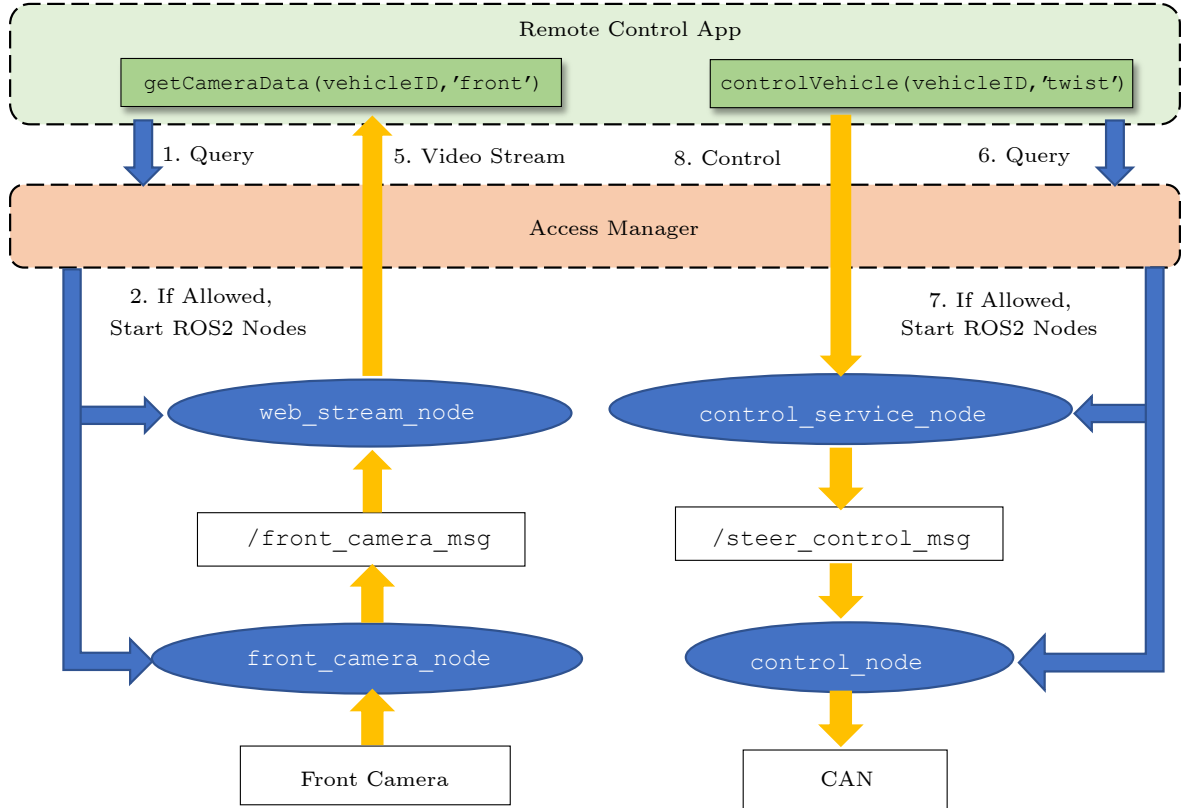 Remote Control App
getCameraData(vehicleID,'front')
controlVehicle(vehicleID,'twist')
1. Query
5. Video Stream
8. Control
6. Query
Access Manager
2. If Allowed,
Start ROS2 Nodes
7. If Allowed,
Start ROS2 Nodes
web_stream_node
control_service_node
/front_camera_msg
/steer_control_msg
front_camera_node
control_node
Front Camera
CAN